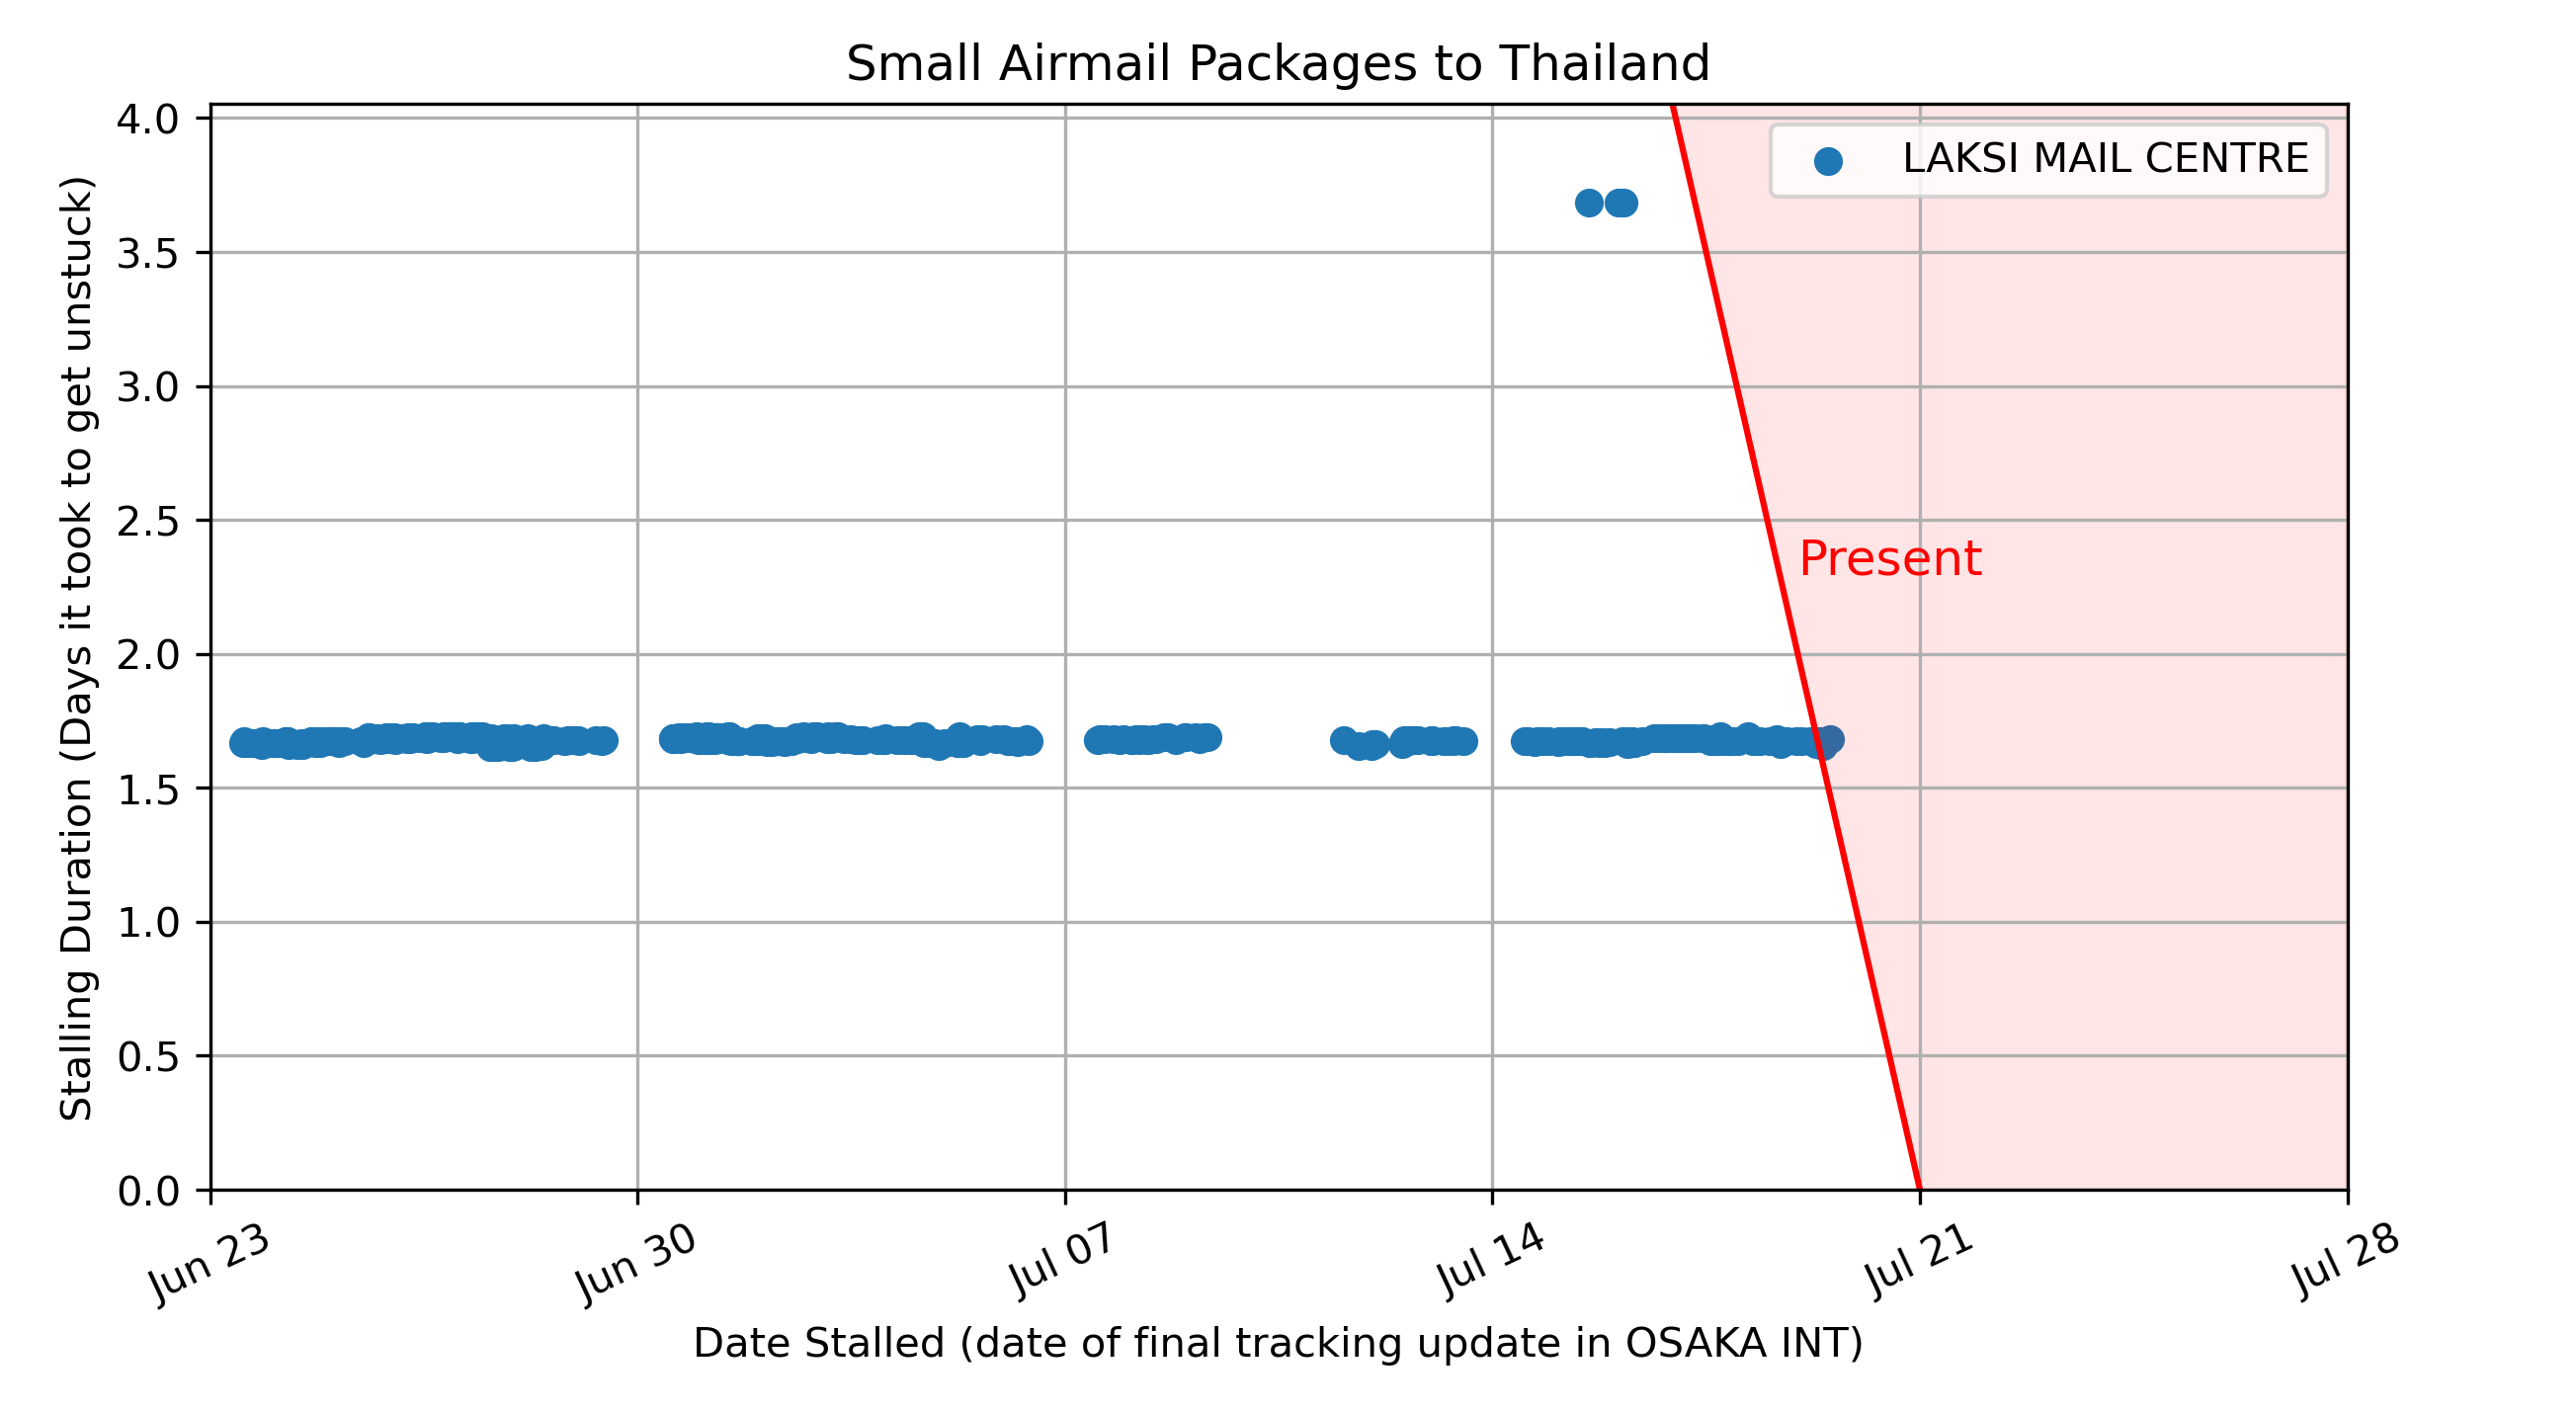 Small Airmail Packages to Thailand
Stalling Duration (Days it took to get unstuck)
4.0
3.5
3.0
2.5
2.0
1.5
1.0
0.5
0.0
LAKSI MAIL CENTRE
Present
Jun 23
Jun 30
Jul 07
Jul 14
Jul 21
Jul 28
Date Stalled (date of final tracking update in OSAKA INT)